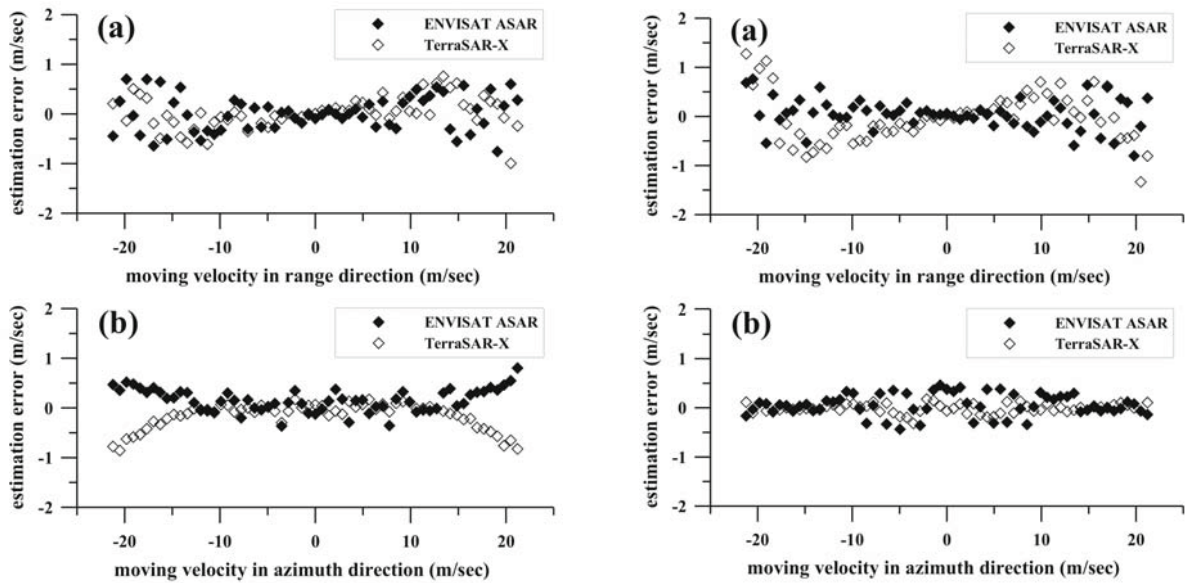 (a)
ENVISAT ASAR
TerraSAR-X
estimation error (m/sec)
2
1
0
-1
-2
-20
-10
0
10
20
moving velocity in range direction (m/sec)
(a)
ENVISAT ASAR
TerraSAR-X
estimation error (m/sec)
2
1
0
-1
-2
-20
-10
0
10
20
moving velocity in range direction (m/sec)
(b)
ENVISAT ASAR
TerraSAR-X
estimation error (m/sec)
2
1
0
-1
-2
-20
-10
0
10
20
moving velocity in azimuth direction (m/sec)
(b)
ENVISAT ASAR
TerraSAR-X
estimation error (m/sec)
2
1
0
-1
-2
-20
-10
0
10
20
moving velocity in azimuth direction (m/sec)